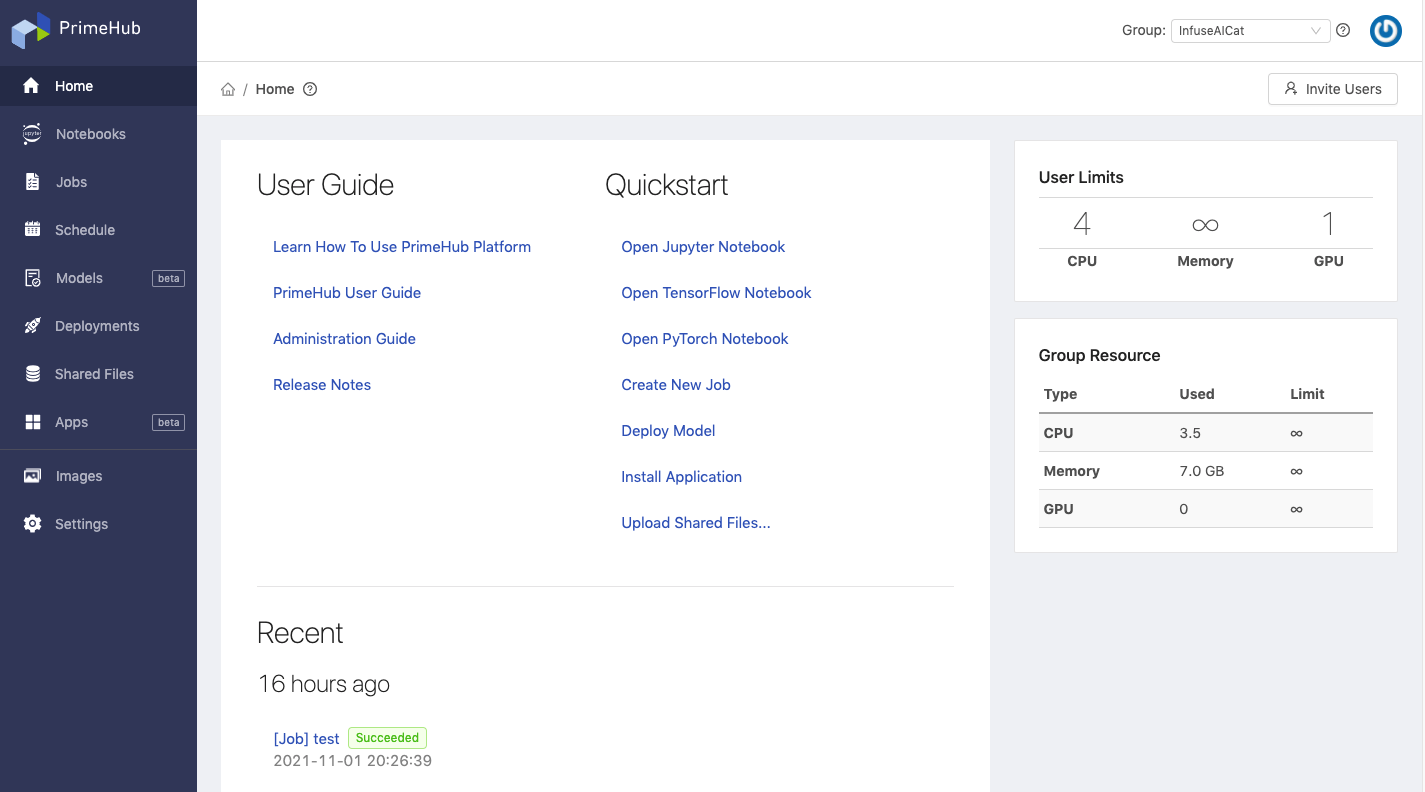 PrimeHub
Group: InfuseAICat
Home
Notebooks
Jobs
Schedule
Models beta
Deployments
Shared Files
Apps beta
Images
Settings
/ Home
Invite Users
User Guide
Learn How To Use PrimeHub Platform
PrimeHub User Guide
Administration Guide
Release Notes
Quickstart
Open Jupyter Notebook
Open TensorFlow Notebook
Open PyTorch Notebook
Create New Job
Deploy Model
Install Application
Upload Shared Files...
Recent
16 hours ago
[Job] test Succeeded
2021-11-01 20:26:39
User Limits
4 ∞ 1
CPU Memory GPU
Group Resource
Type Used Limit
CPU 3.5 ∞
Memory 7.0 GB ∞
GPU 0 ∞